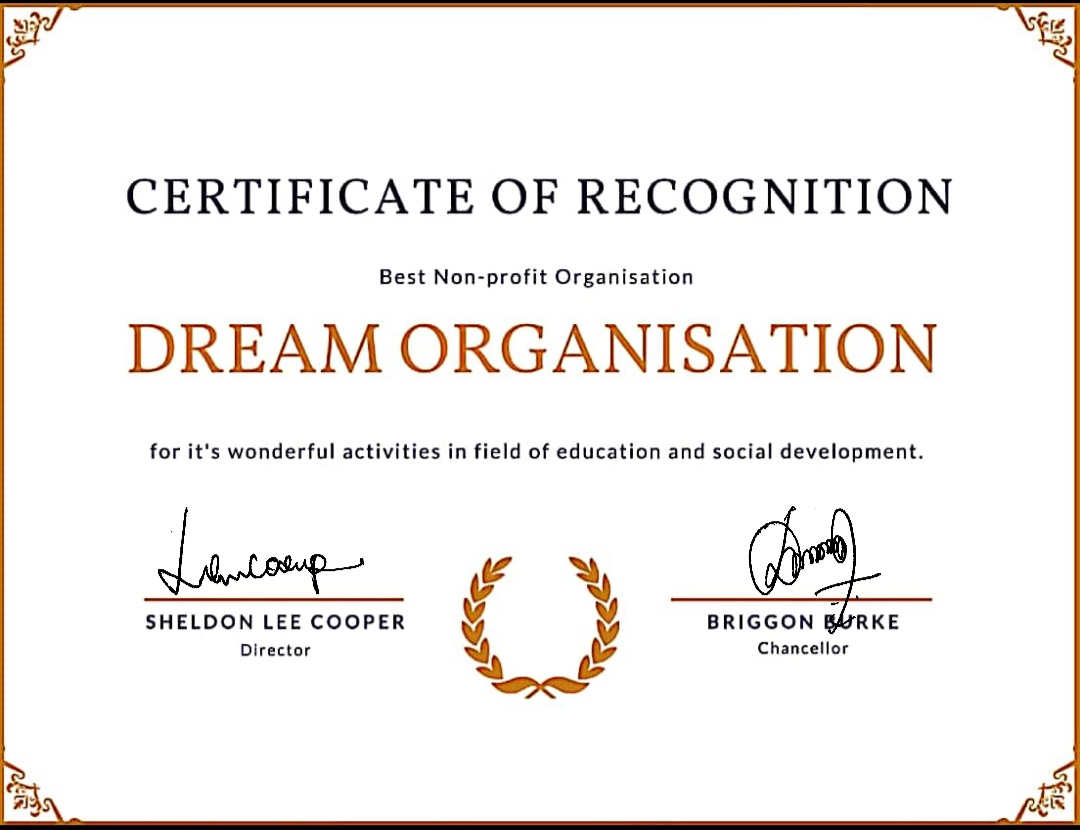 CERTIFICATE OF RECOGNITION
Best Non-profit Organisation
DREAM ORGANISATION
for it's wonderful activities in field of education and social development.
SHELDON LEE COOPER
Director
BRIGGON BURKE
Chancellor